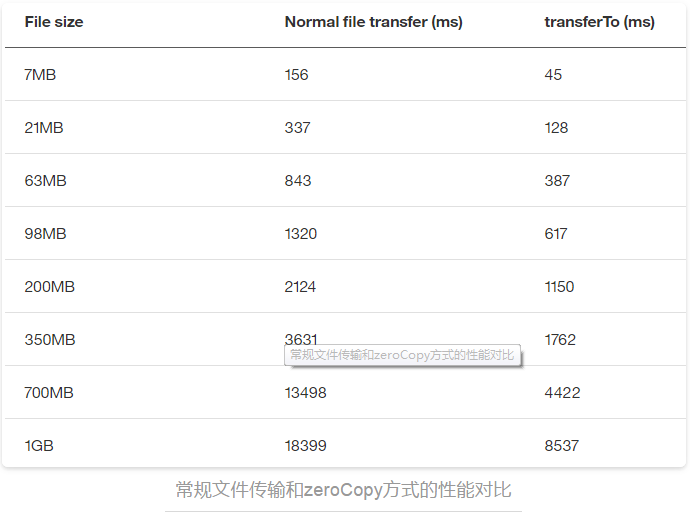 File size Normal file transfer (ms) transferTo (ms)
7MB 156 45
21MB 337 128
63MB 843 387
98MB 1320 617
200MB 2124 1150
350MB 3631 1762
常规文件传输和zeroCopy方式的性能对比
700MB 13498 4422
1GB 18399 8537
常规文件传输和zeroCopy方式的性能对比